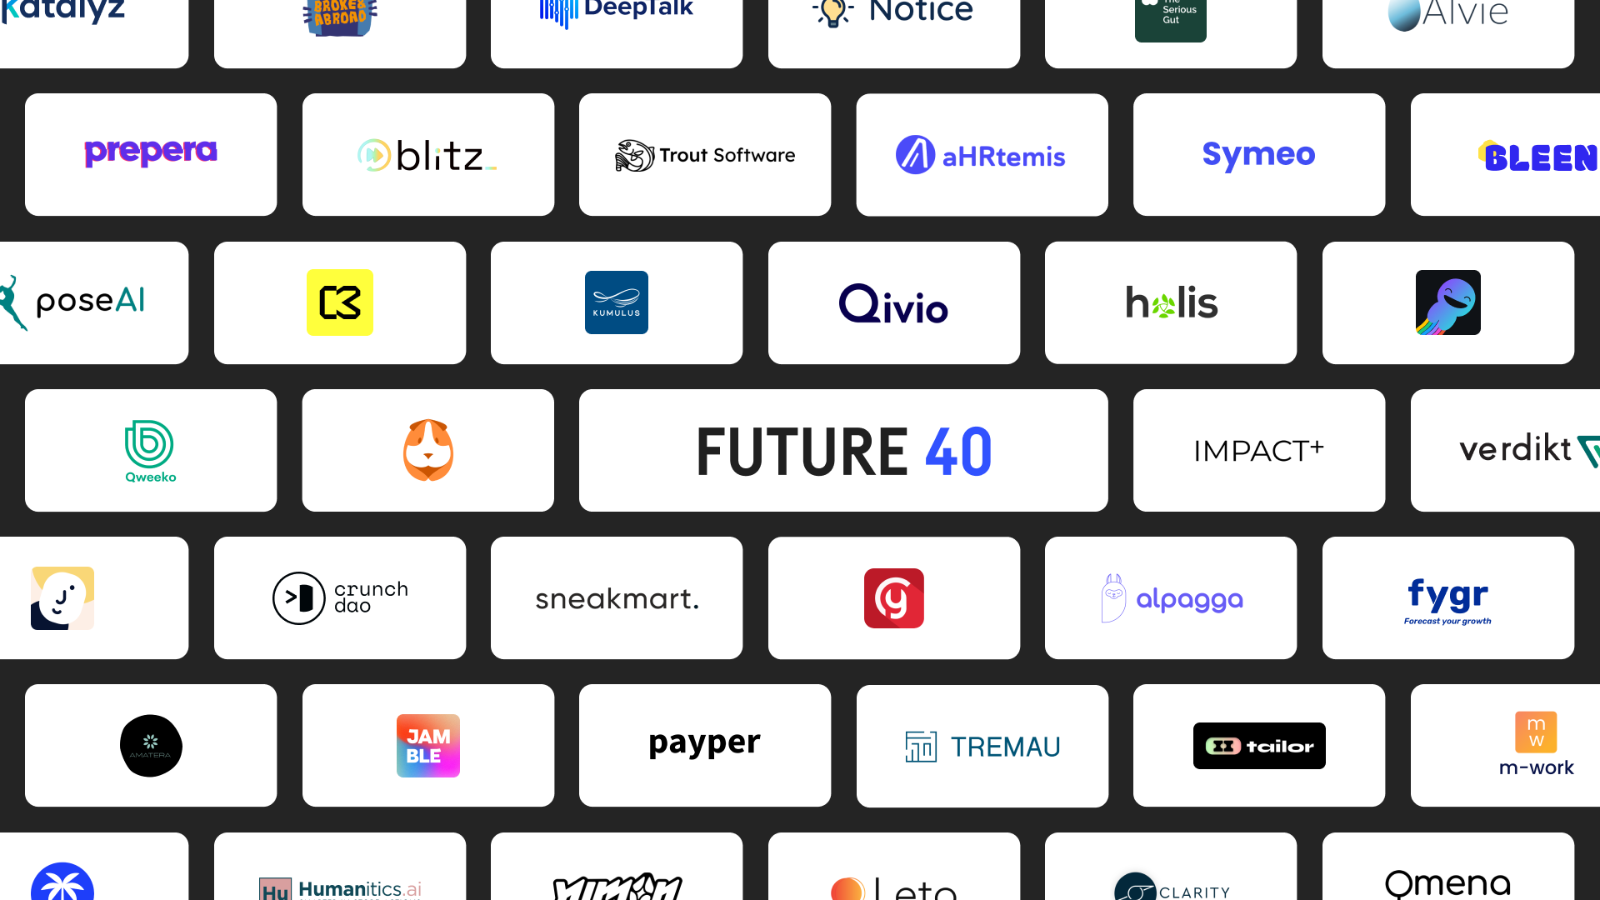 Katalyz
BROKE &
ABROAD
DeepTalk
Notice
The
Serious
Gut
Alvie
prepera
blitz_
Trout Software
aHRtemis
Symeo
BLEEN
poseAI
KUMULUS
Qivio
holis
Qweeko
FUTURE 40
IMPACT+
verdikt
crunch
dao
sneakmart.
alpagga
fygr
Forecast your growth
AMATERA
JAM
BLE
payper
TREMAU
tailor
m
w
m-work
Hu
Humanitics.ai
Leto
CLARITY
Omena